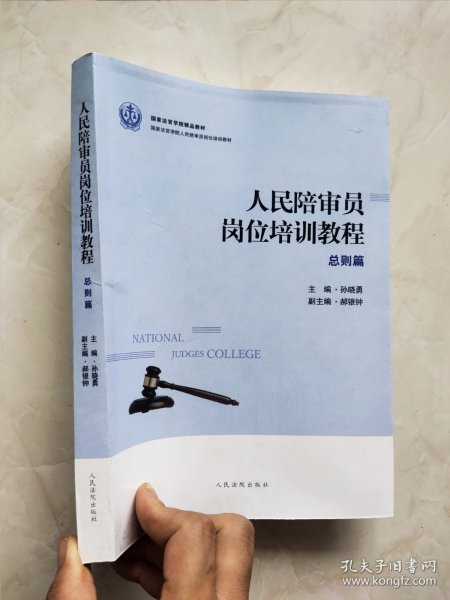 人民陪审员岗位培训教程
总则篇
主 编·孙晓勇
副主编·郝银钟
人民法院出版社
国家法官学院精品教材
国家法官学院人民陪审员岗位培训教材
人民陪审员
岗位培训教程
总则篇
主 编·孙晓勇
副主编·郝银钟
NATIONAL
JUDGES COLLEGE
人民法院出版社
孔夫子旧书网
www.kongfz.com